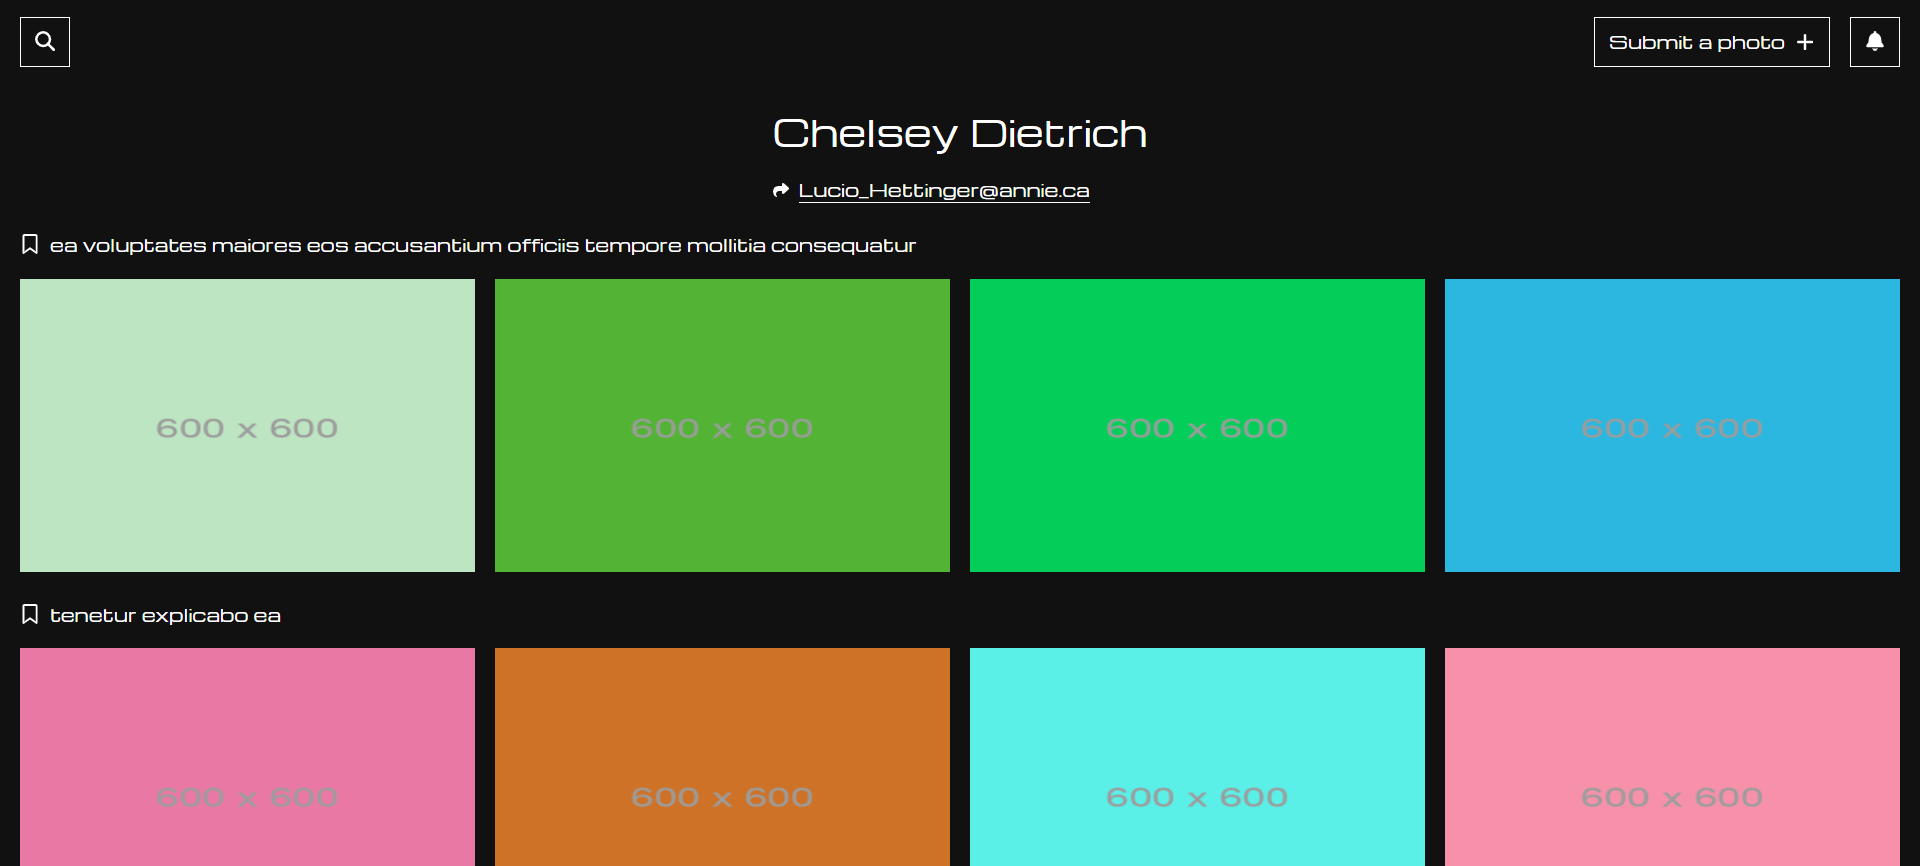 Submit a photo
Chelsey Dietrich
Lucio_Hettinger@annie.ca
ea voluptates maiores eos accusantium officiis tempore mollitia consequatur
600 x 600
600 x 600
600 x 600
600 x 600
tenetur explicabo ea
600 x 600
600 x 600
600 x 600
600 x 600